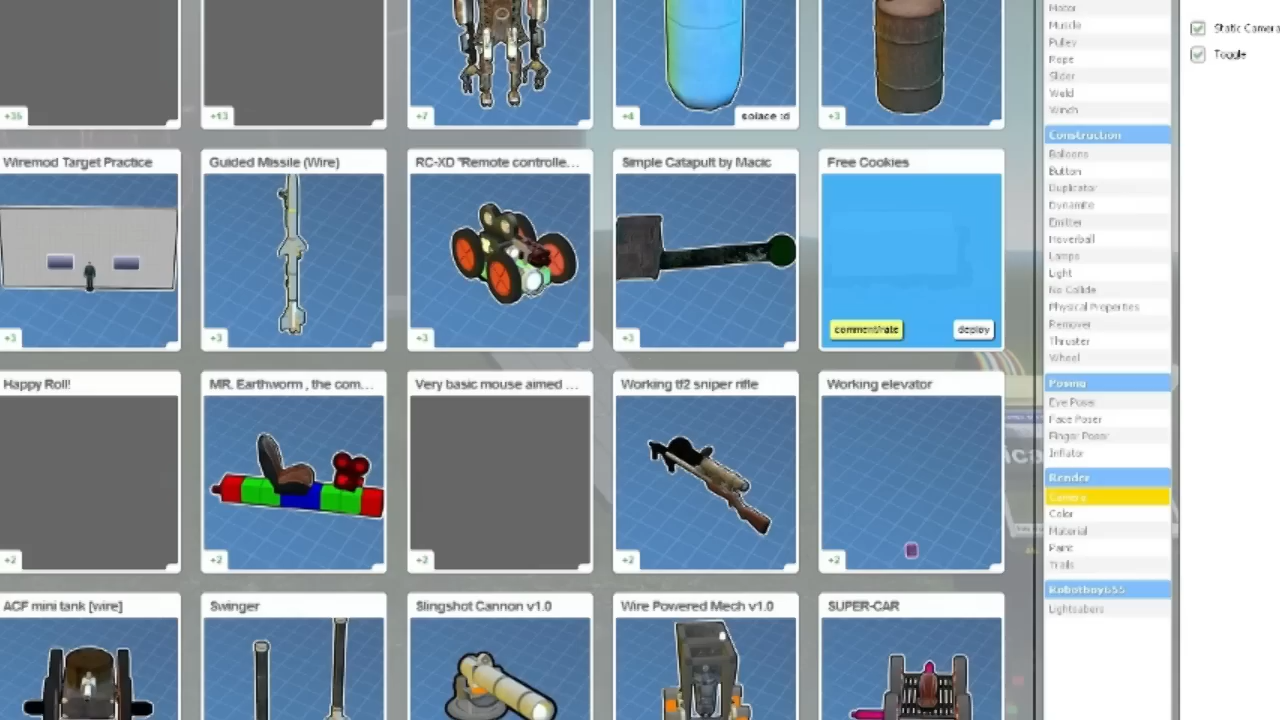 Motor
Muscle
Pulley
Rope
Slider
Weld
Winch
Static Camera
Toggle
+35
+13
+7
+4
solace :d
+3
Construction
Balloons
Button
Duplicator
Dynamite
Emitter
Hoverball
Lamps
Light
No Collide
Physical Properties
Remover
Thruster
Wheel
Wiremod Target Practice
Guided Missile (Wire)
RC-XD "Remote controlle...
Simple Catapult by Macic
Free Cookies
+3
+3
+3
+3
comment/rate
deploy
Posing
Eye Poser
Face Poser
Finger Poser
Inflator
Happy Roll!
MR. Earthworm , the com...
Very basic mouse aimed ...
Working tf2 sniper rifle
Working elevator
+2
+2
+2
+2
+2
Render
Camera
Color
Material
Paint
Trails
Robotboy655
Lightsabers
ACF mini tank [wire]
Swinger
Slingshot Cannon v1.0
Wire Powered Mech v1.0
SUPER-CAR